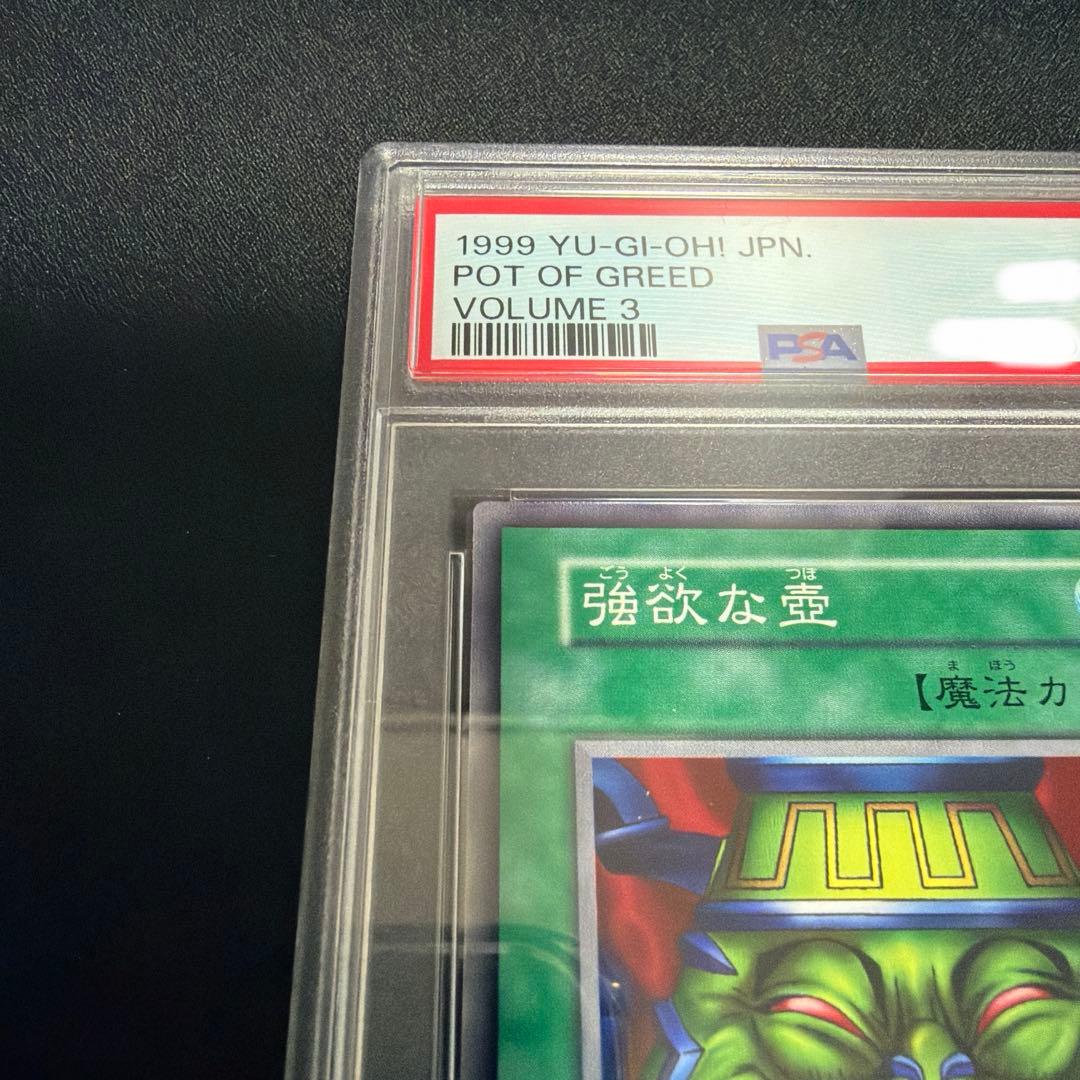 1999 YU-GI-OH! JPN.
POT OF GREED
VOLUME 3
PSA
ごう よく つぼ
強欲な壺
ま ほう
【魔法カ